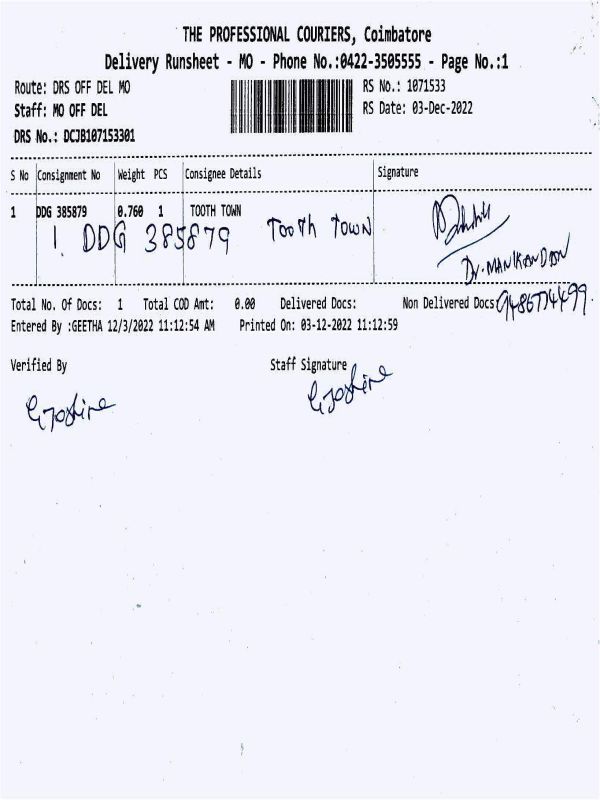 THE PROFESSIONAL COURIERS, Coimbatore
Delivery Runsheet - MO - Phone No.:0422-3505555 - Page No.:1
Route: DRS OFF DEL MO RS No.: 1071533
Staff: MO OFF DEL RS Date: 03-Dec-2022
DRS No.: DCJB107153301
S No Consignment No Weight PCS Consignee Details Signature
1 DDG 385879 0.760 1 TOOTH TOWN
1. DDG 385879 Tooth Town
Dr. MANIKANDAN
Total No. Of Docs: 1 Total COD Amt: 0.00 Delivered Docs: Non Delivered Docs:
Entered By :GEETHA 12/3/2022 11:12:54 AM Printed On: 03-12-2022 11:12:59
Verified By Staff Signature